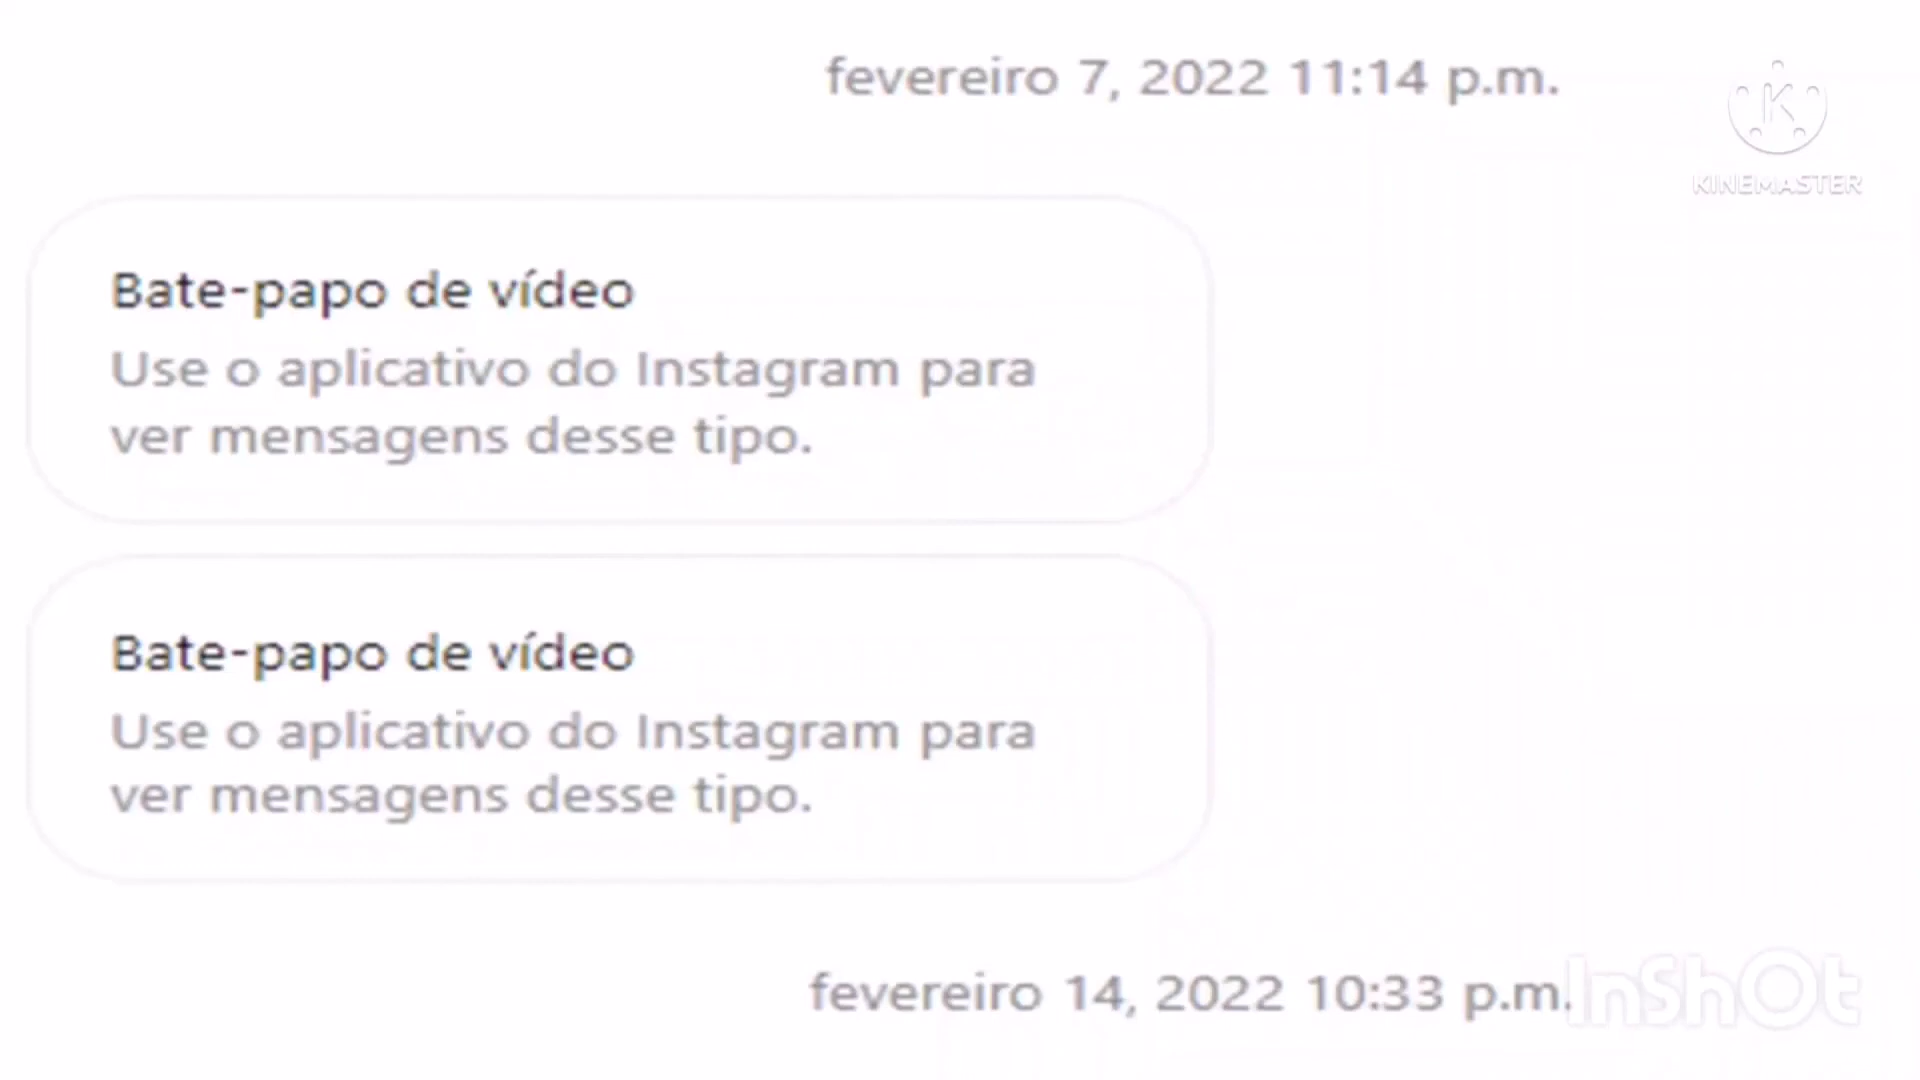 fevereiro 7, 2022 11:14 p.m.
K
KINEMASTER
Bate-papo de vídeo
Use o aplicativo do Instagram para
ver mensagens desse tipo.
Bate-papo de vídeo
Use o aplicativo do Instagram para
ver mensagens desse tipo.
fevereiro 14, 2022 10:33 p.m.
InShOt